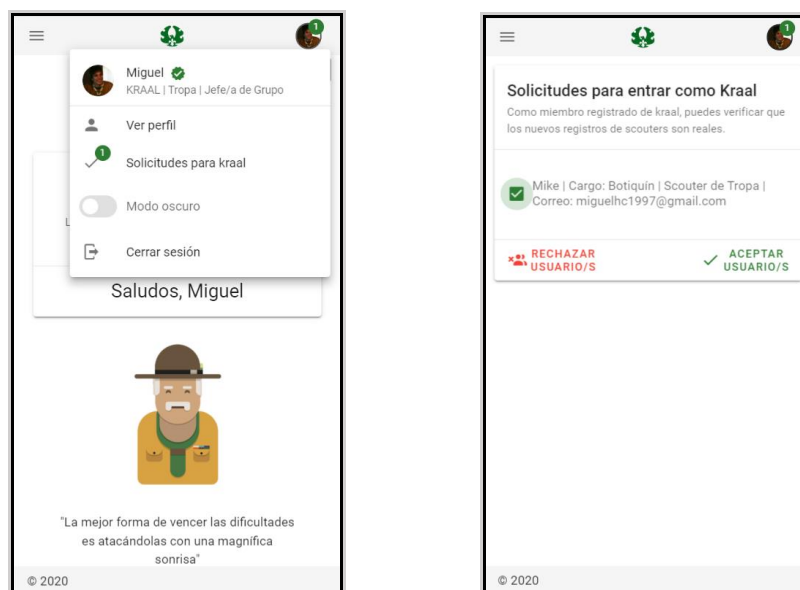 1
Miguel
KRAAL | Tropa | Jefe/a de Grupo
Ver perfil
1
Solicitudes para kraal
Modo oscuro
L
Cerrar sesión
Saludos, Miguel
"La mejor forma de vencer las dificultades
es atacándolas con una magnífica
sonrisa"
© 2020
1
Solicitudes para entrar como Kraal
Como miembro registrado de kraal, puedes verificar que
los nuevos registros de scouters son reales.
Mike | Cargo: Botiquín | Scouter de Tropa |
Correo: miguelhc1997@gmail.com
RECHAZAR
USUARIO/S
ACEPTAR
USUARIO/S
© 2020